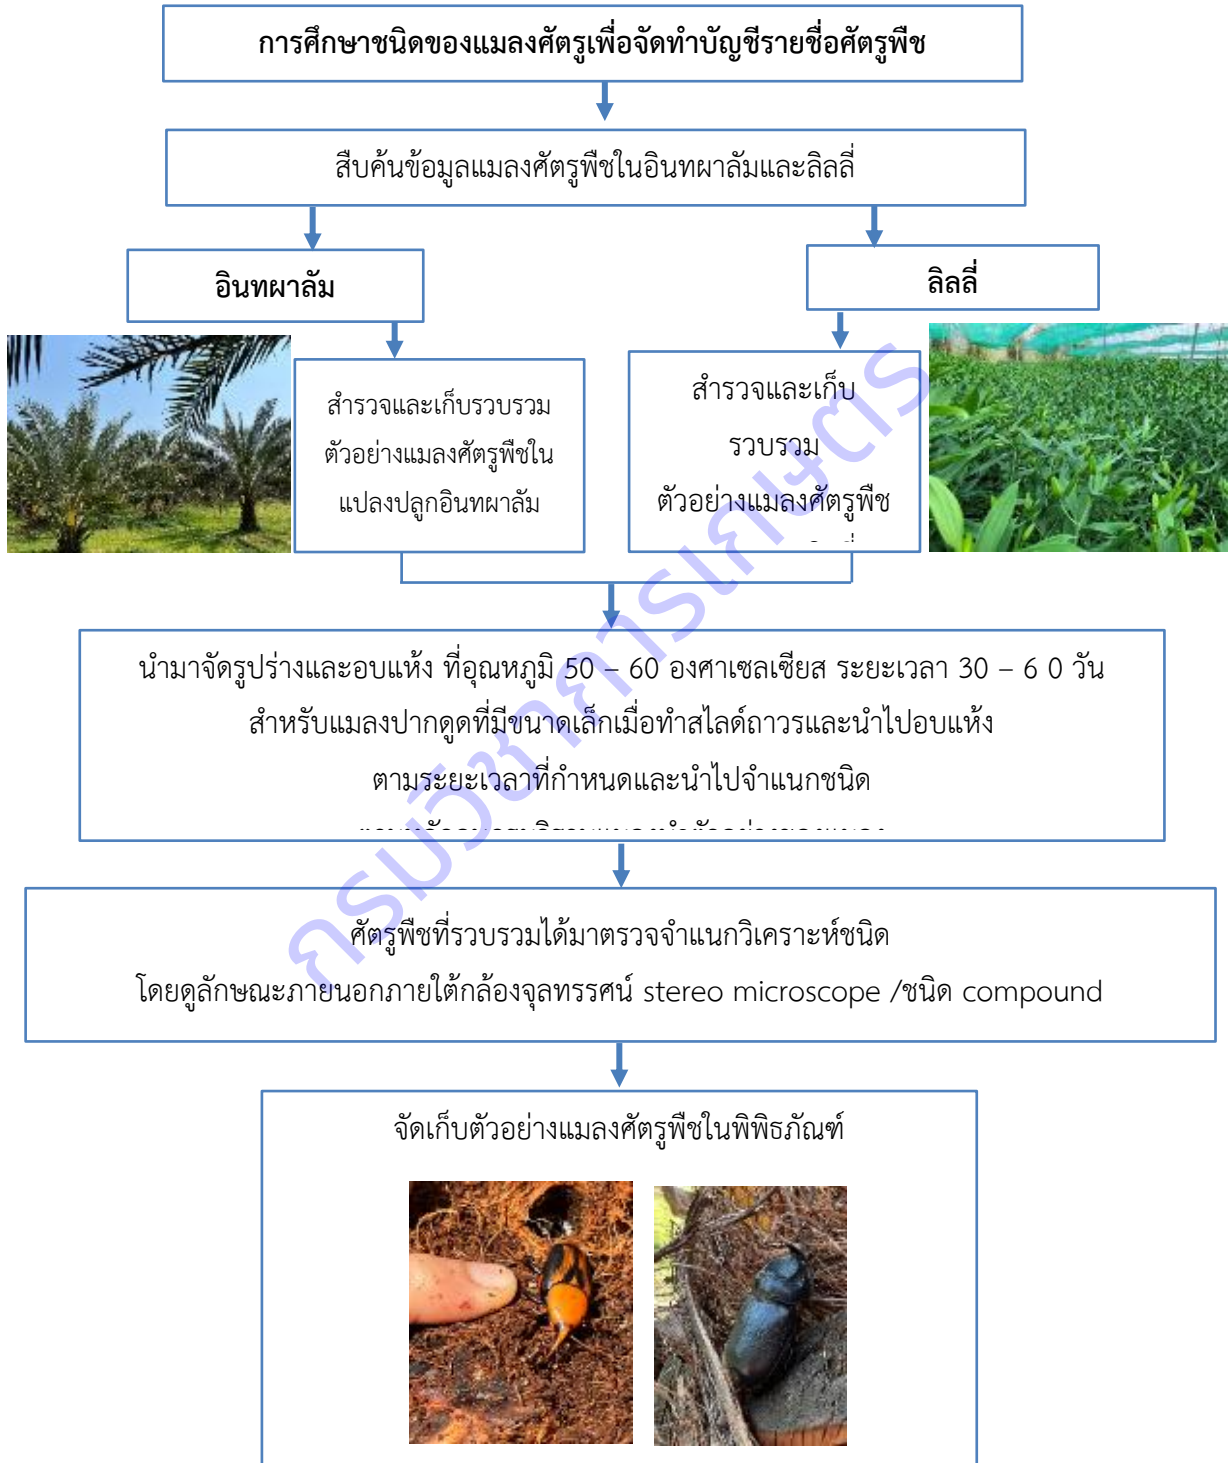 การศึกษาชนิดของแมลงศัตรูเพื่อจัดทำบัญชีรายชื่อศัตรูพืช
สืบค้นข้อมูลแมลงศัตรูพืชในอินทผาลัมและลิลลี่
อินทผาลัม
ลิลลี่
สำรวจและเก็บรวบรวม
ตัวอย่างแมลงศัตรูพืชใน
แปลงปลูกอินทผาลัม
สำรวจและเก็บ
รวบรวม
ตัวอย่างแมลงศัตรูพืช
นำมาจัดรูปร่างและอบแห้ง ที่อุณหภูมิ 50 – 60 องศาเซลเซียส ระยะเวลา 30 – 6 0 วัน
สำหรับแมลงปากดูดที่มีขนาดเล็กเมื่อทำสไลด์ถาวรและนำไปอบแห้ง
ตามระยะเวลาที่กำหนดและนำไปจำแนกชนิด
ศัตรูพืชที่รวบรวมได้มาตรวจจำแนกวิเคราะห์ชนิด
โดยดูลักษณะภายนอกภายใต้กล้องจุลทรรศน์ stereo microscope /ชนิด compound
จัดเก็บตัวอย่างแมลงศัตรูพืชในพิพิธภัณฑ์
กรมวิชาการเกษตร